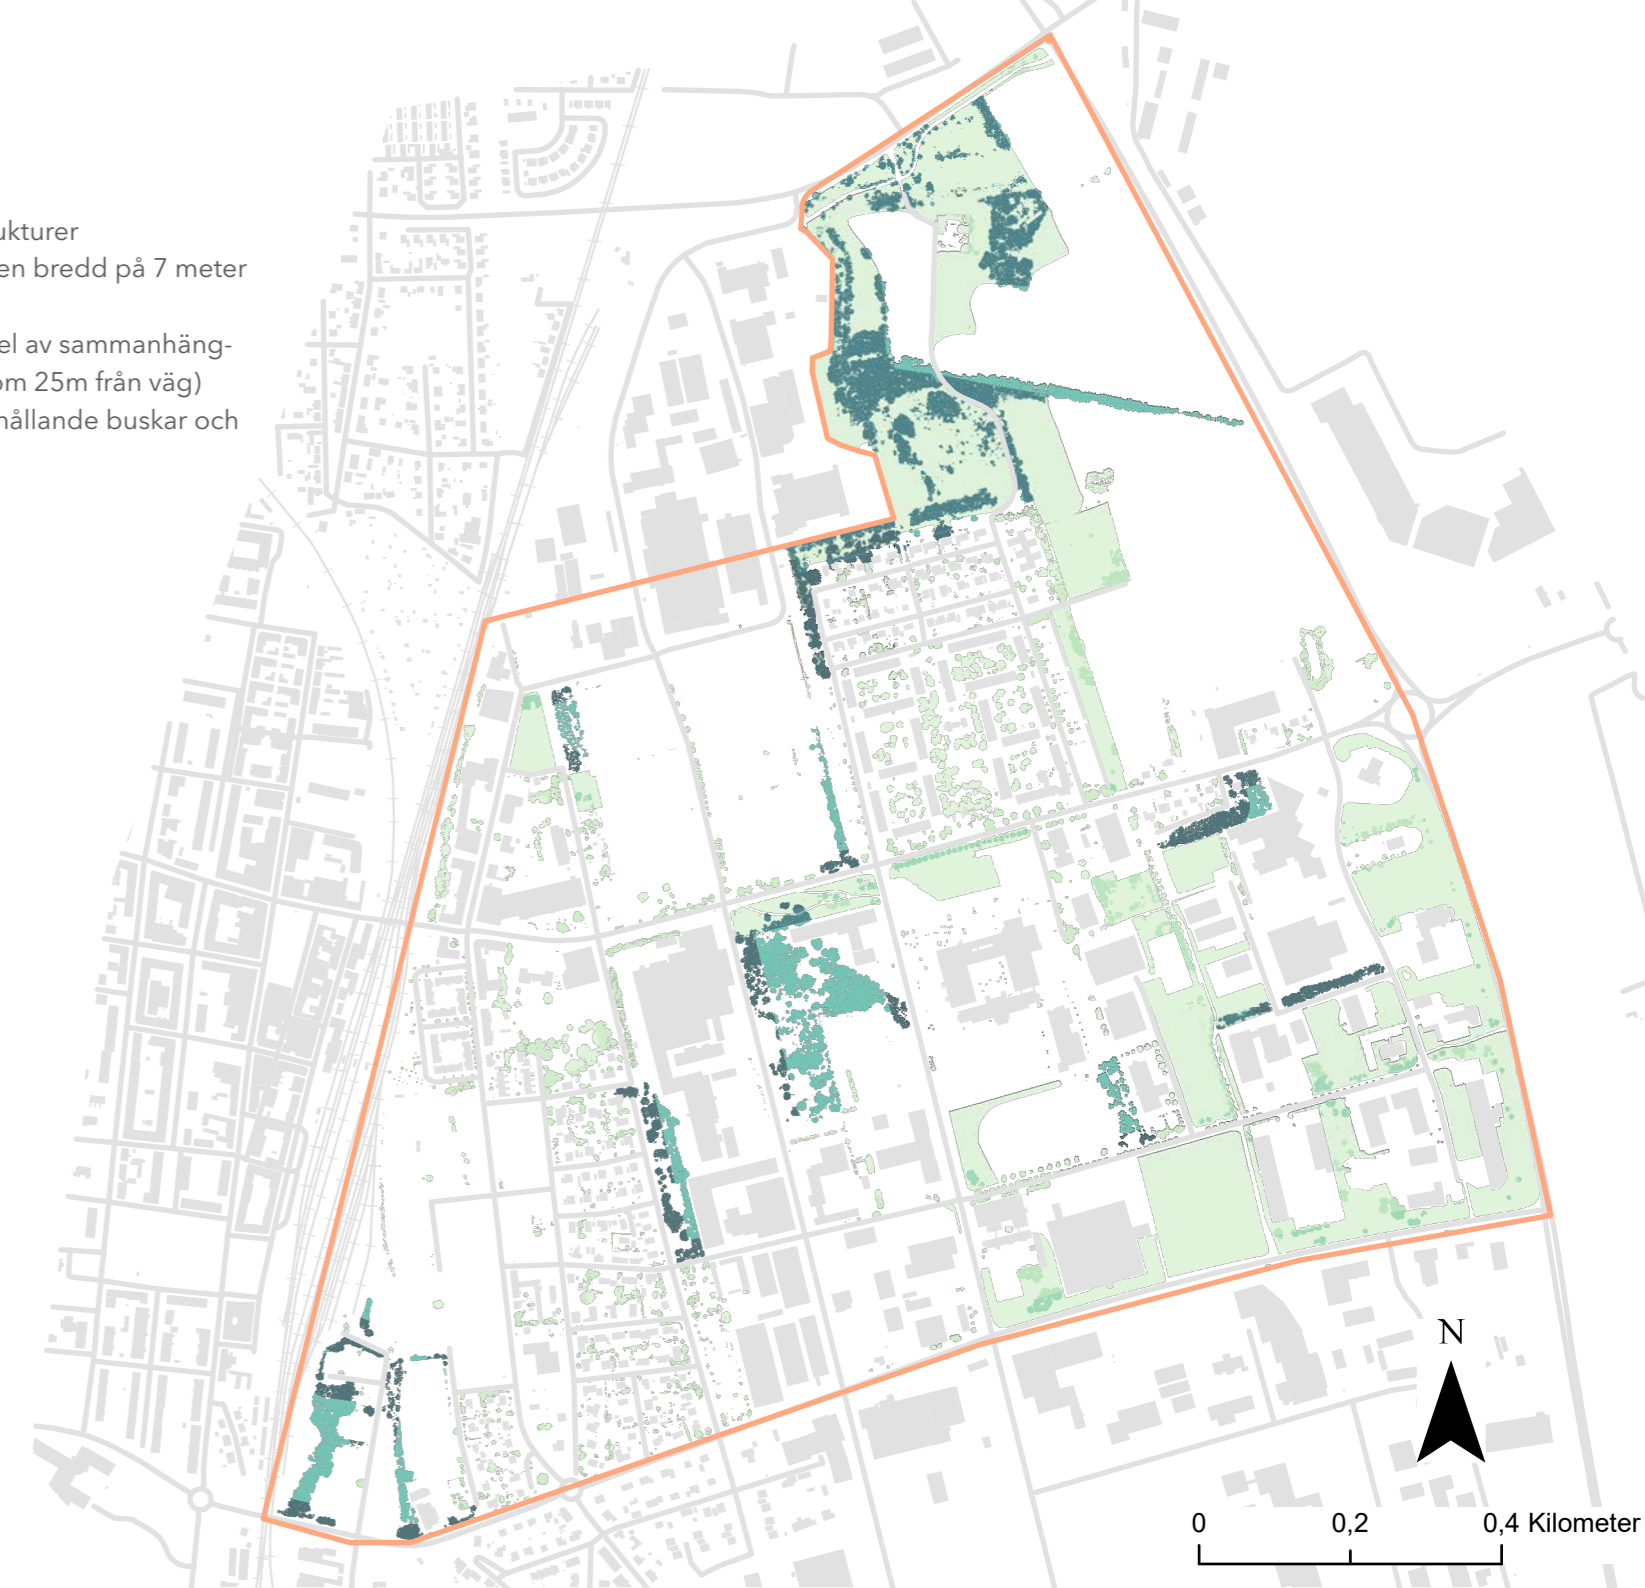 ukturer
en bredd på 7 meter
el av sammanhäng-
om 25m från väg)
hållande buskar och
N
0 0,2 0,4 Kilometer